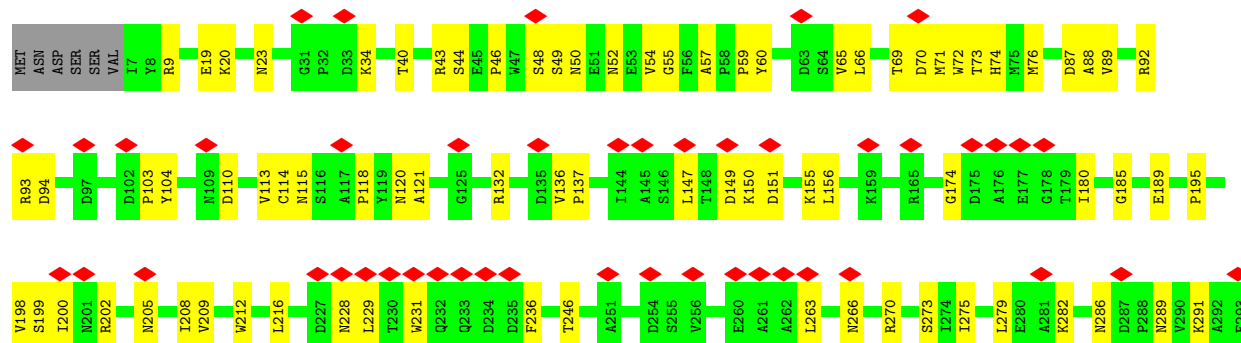 MET ASN ASP SER SER VAL I7 Y8 R9 E19 K20 N23 G31 P32 D33 K34 T40 R43 S44 E45 P46 W47 S48 S49 N50 E51 N52 E53 V54 G55 F56 A57 P58 P59 Y60 D63 S64 V65 L66 T69 D70 M71 W72 T73 H74 M75 M76 D87 A88 V89 R92
R93 D94 D97 D102 P103 Y104 N109 D110 V113 C114 N115 S116 A117 P118 Y119 N120 A121 G125 R132 D135 V136 P137 I144 A145 S146 L147 T148 D149 K150 D151 K155 L156 K159 R165 G174 D175 A176 E177 G178 T179 I180 G185 E189 P195
V198 S199 I200 N201 R202 N205 I208 V209 W212 L216 D227 N228 L229 T230 W231 Q232 Q233 D234 D235 F236 T246 A251 D254 S255 V256 E260 A261 A262 L263 N266 R270 S273 I274 I275 L279 E280 A281 K282 N286 D287 P288 N289 V290 K291 A292 E293